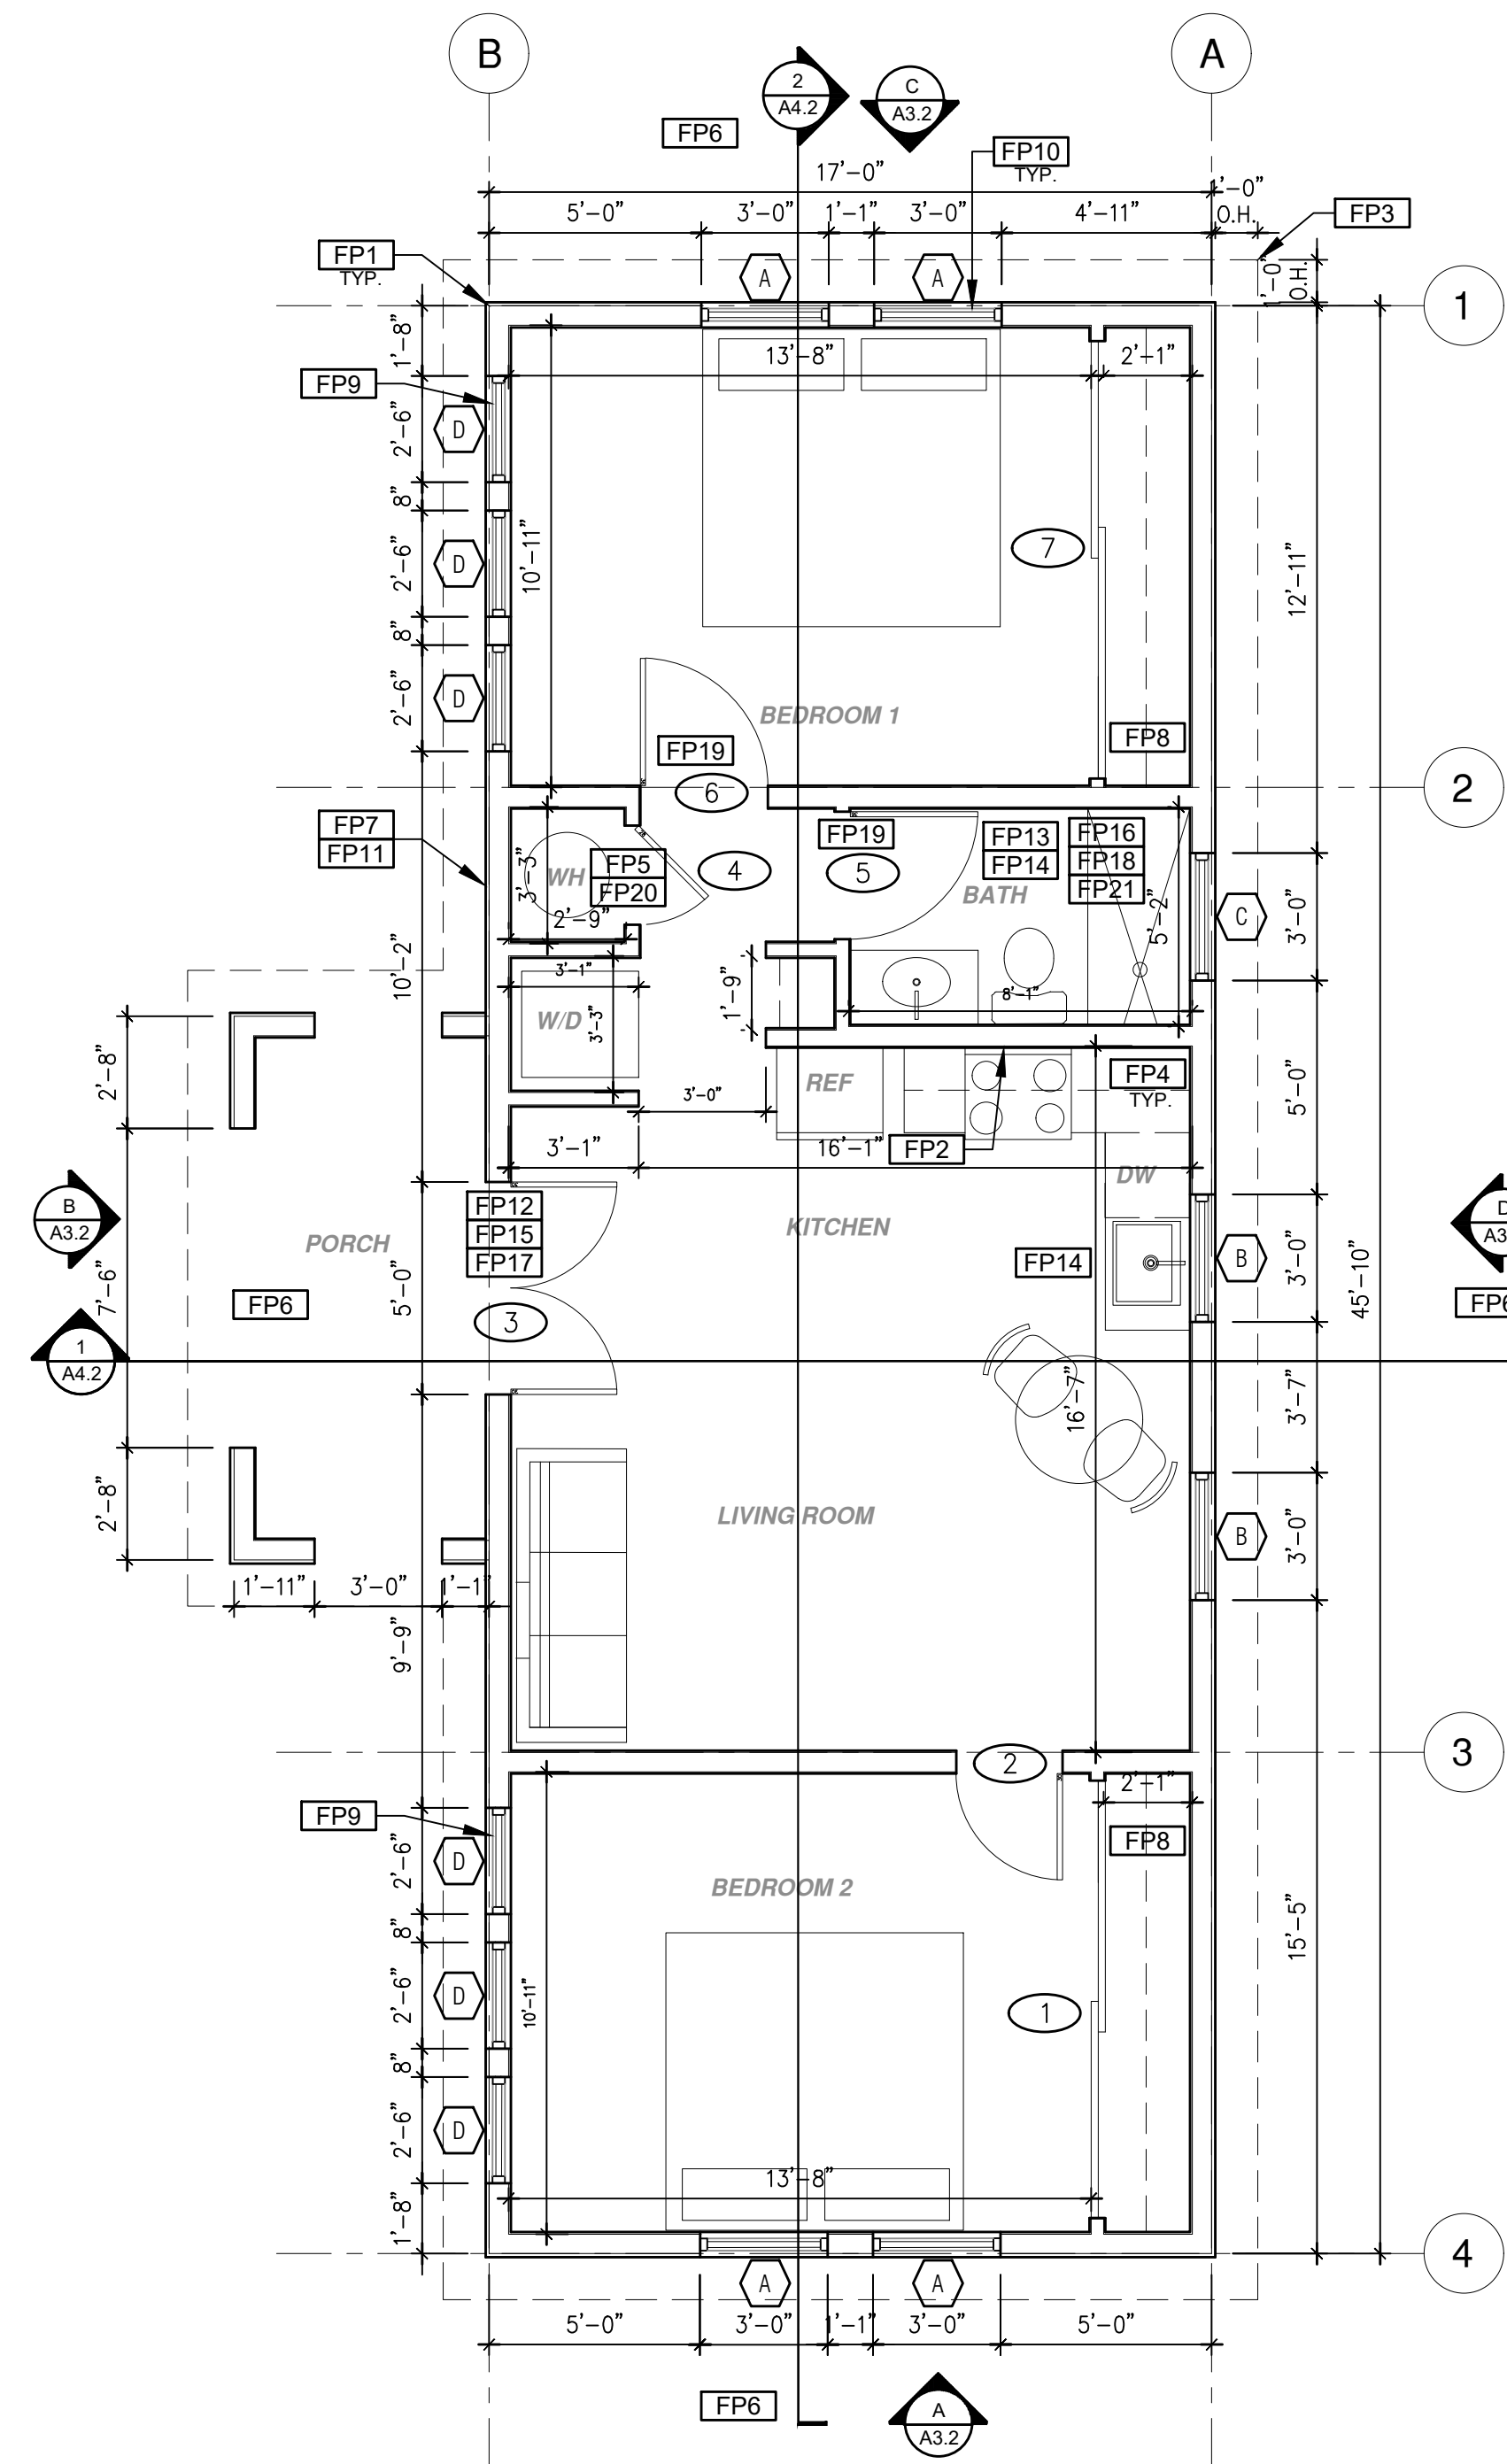 B
A
2
A4.2
C
A3.2
FP6
FP10
TYP.
17'-0"
1'-0"
O.H.
5'-0"
3'-0"
1'-1"
3'-0"
4'-11"
FP3
FP1
TYP.
A
A
1'-0"
O.H.
1
1'-8"
13'-8"
2'-1"
FP9
2'-6"
D
8"
2'-6"
D
10'-11"
7
12'-11"
8"
2'-6"
D
BEDROOM 1
FP19
FP8
6
2
FP7
FP11
FP19
FP13
FP14
FP16
FP18
FP21
3'-3"
WH
FP5
FP20
4
5
BATH
2'-9"
5'-2"
C
3'-0"
10'-2"
3'-1"
1'-9"
8'-1"
W/D
3'-3"
2'-8"
REF
FP4
TYP.
5'-0"
3'-0"
3'-1"
16'-1"
FP2
DW
B
A3.2
FP12
FP15
FP17
PORCH
KITCHEN
FP14
D
A3
7'-6"
FP6
5'-0"
3
B
3'-0"
45'-10"
FP6
1
A4.2
16'-7"
3'-7"
2'-8"
LIVING ROOM
B
3'-0"
1'-11"
3'-0"
1'-1"
9'-9"
2
3
2'-1"
FP9
FP8
2'-6"
D
BEDROOM 2
8"
15'-5"
2'-6"
D
10'-11"
1
8"
2'-6"
D
13'-8"
1'-8"
4
A
A
5'-0"
3'-0"
1'-1"
3'-0"
5'-0"
FP6
A
A3.2